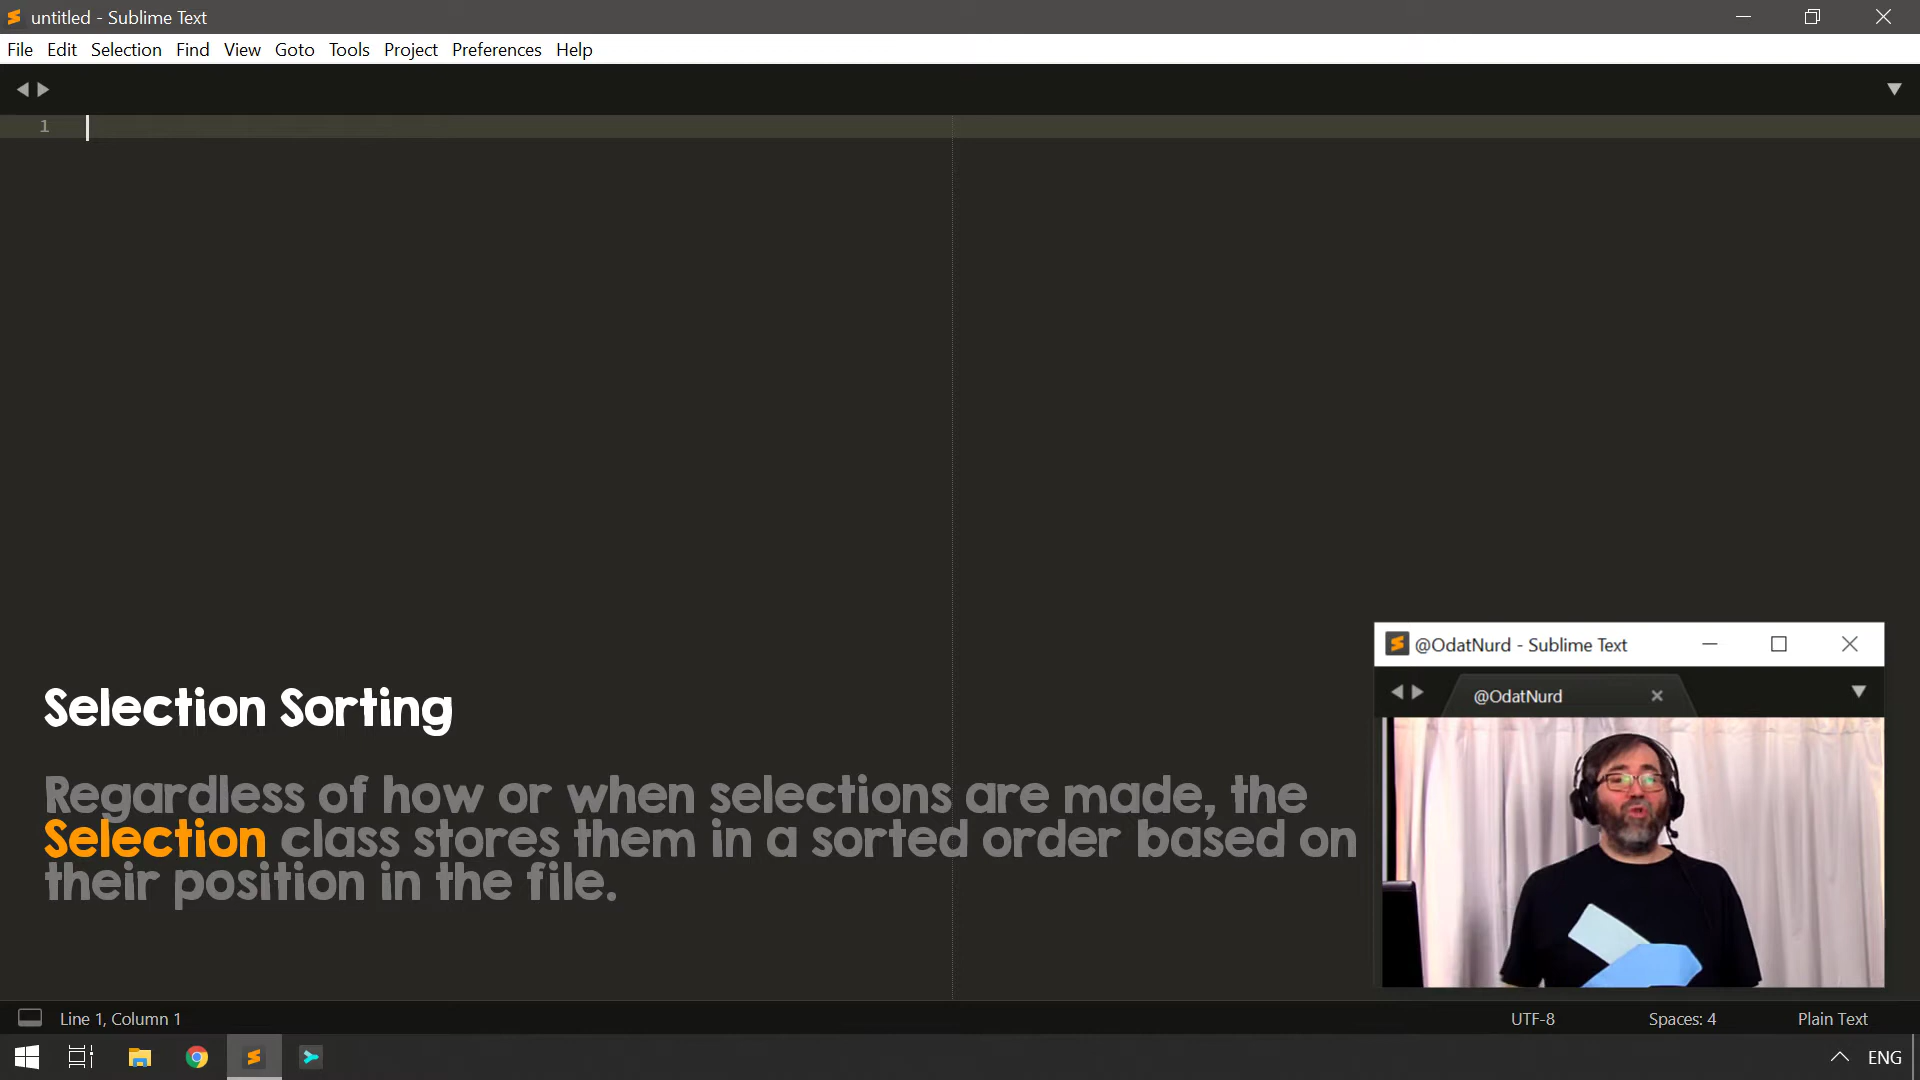 untitled - Sublime Text
File Edit Selection Find View Goto Tools Project Preferences Help
1
@OdatNurd - Sublime Text
@OdatNurd
Selection Sorting
Regardless of how or when selections are made, the
Selection class stores them in a sorted order based on
their position in the file.
Line 1, Column 1 UTF-8 Spaces: 4 Plain Text
ENG